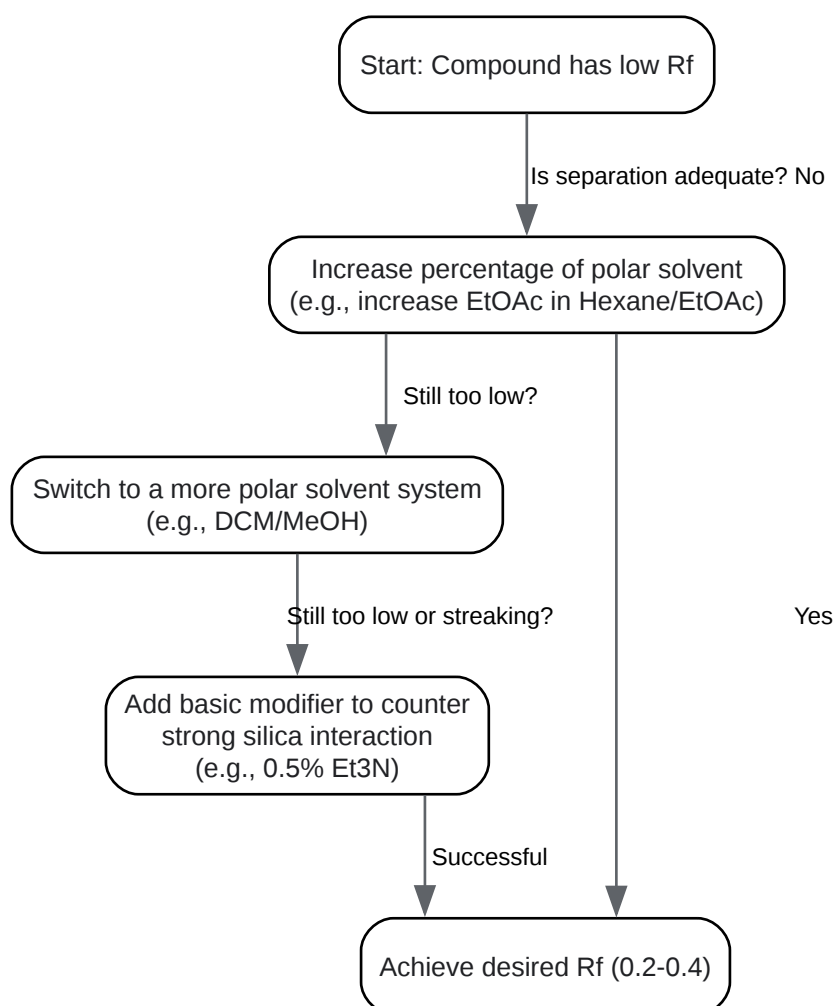 Start: Compound has low Rf
Is separation adequate? No
Increase percentage of polar solvent
(e.g., increase EtOAc in Hexane/EtOAc)
Still too low?
Switch to a more polar solvent system
(e.g., DCM/MeOH)
Still too low or streaking?
Yes
Add basic modifier to counter
strong silica interaction
(e.g., 0.5% Et3N)
Successful
Achieve desired Rf (0.2-0.4)